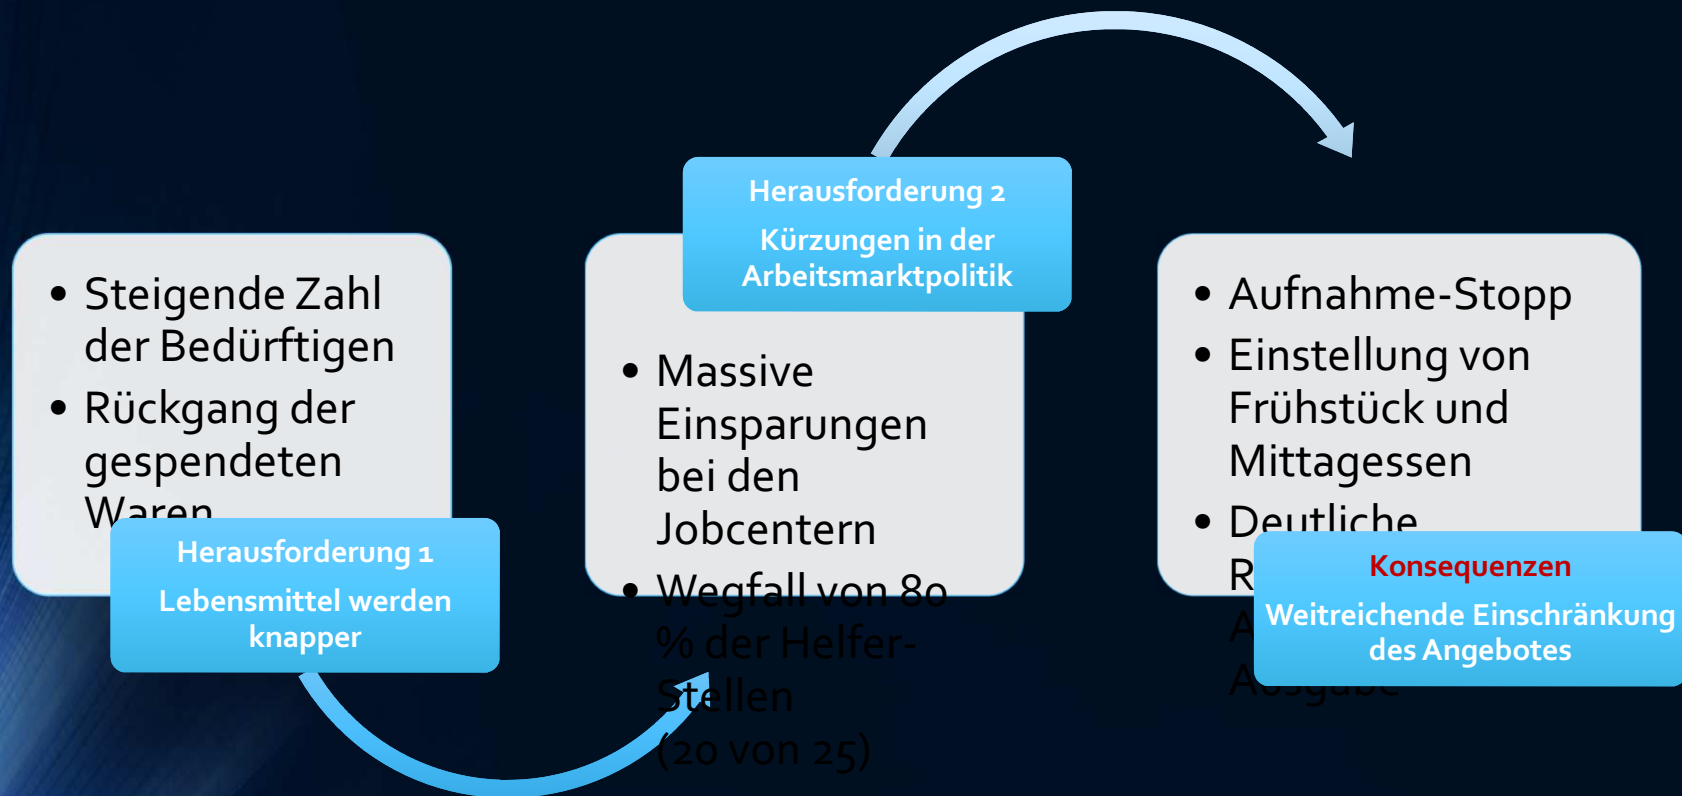 • Steigende Zahl
der Bedürftigen
• Rückgang der
gespendeten
Waren
Herausforderung 1
Lebensmittel werden
knapper
Herausforderung 2
Kürzungen in der
Arbeitsmarktpolitik
• Massive
Einsparungen
bei den
Jobcentern
• Wegfall von 80
% der Helfer-
Stellen
(20 von 25)
• Aufnahme-Stopp
• Einstellung von
Frühstück und
Mittagessen
• Deutliche
Ausgabe
Konsequenzen
Weitreichende Einschränkung
des Angebotes